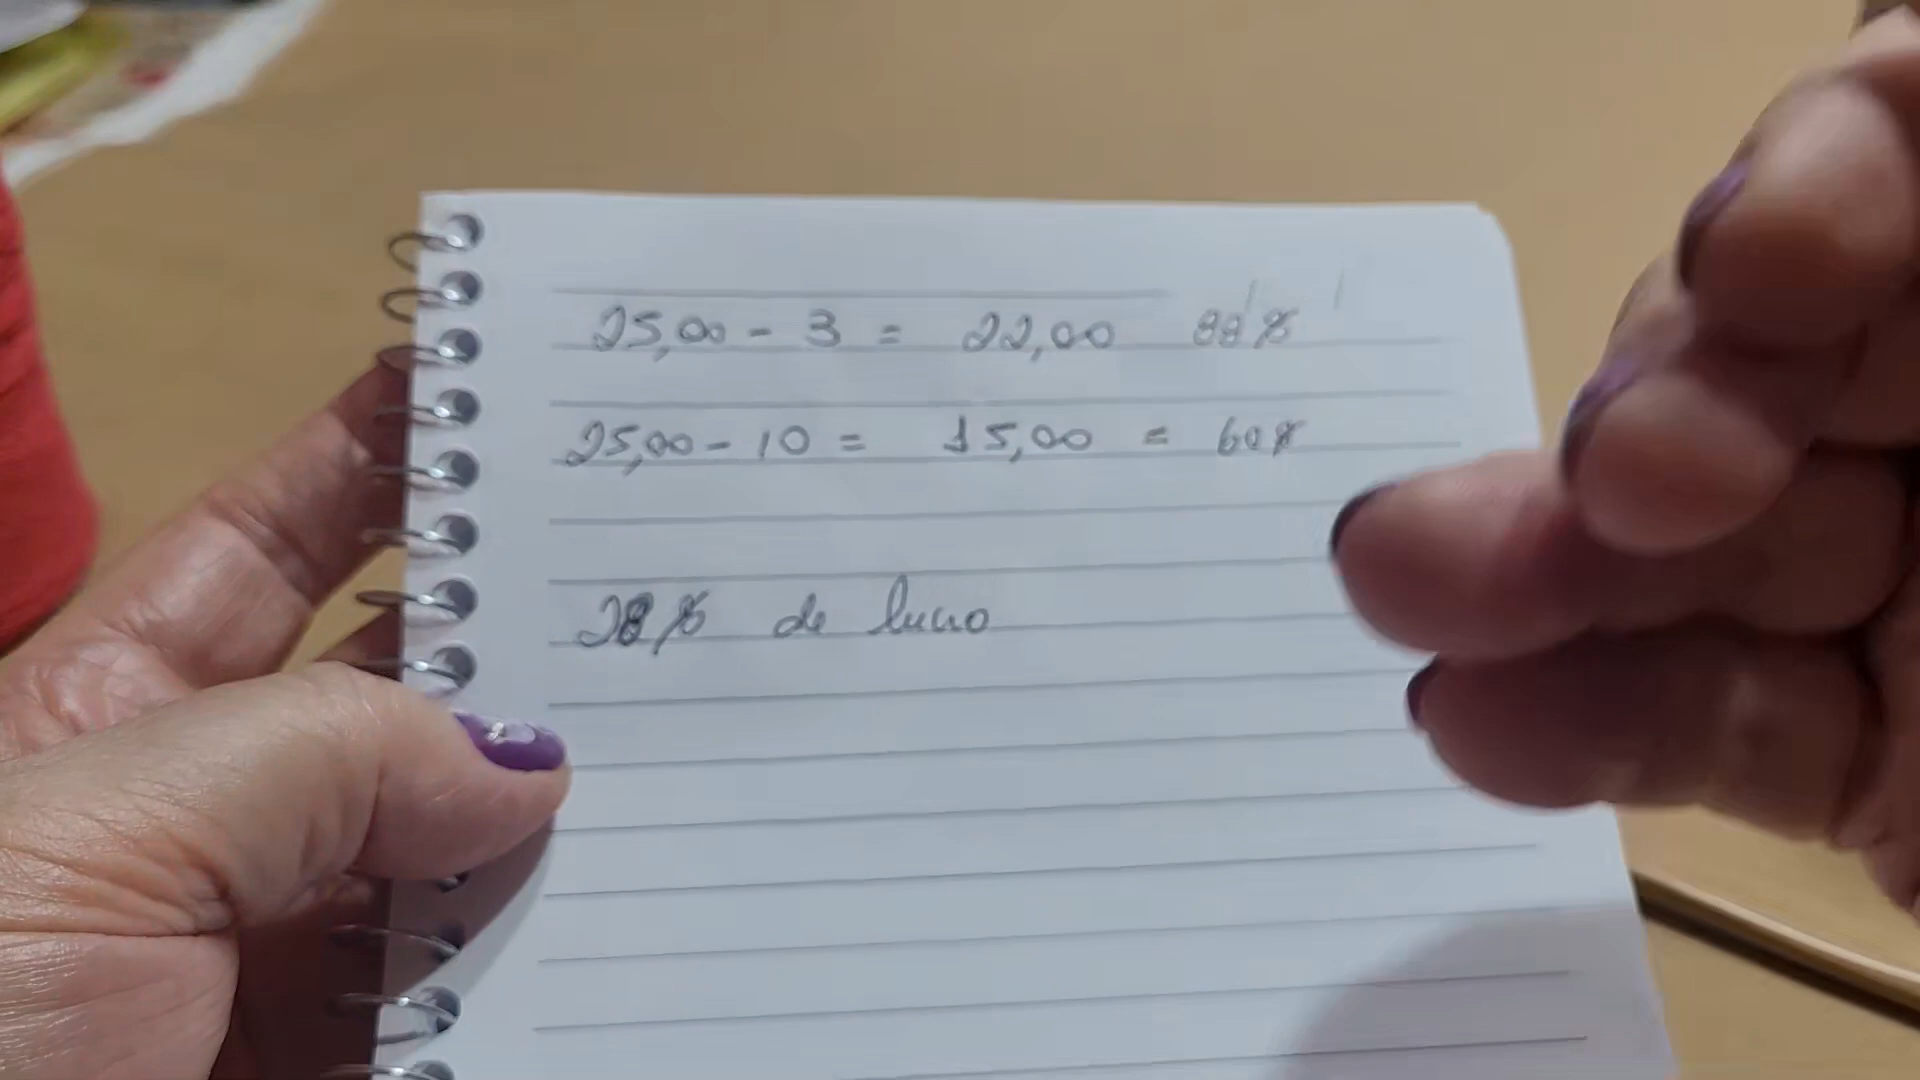 25,00 - 3 = 22,00 88%
25,00 - 10 = 15,00 = 60%
28% de lucro